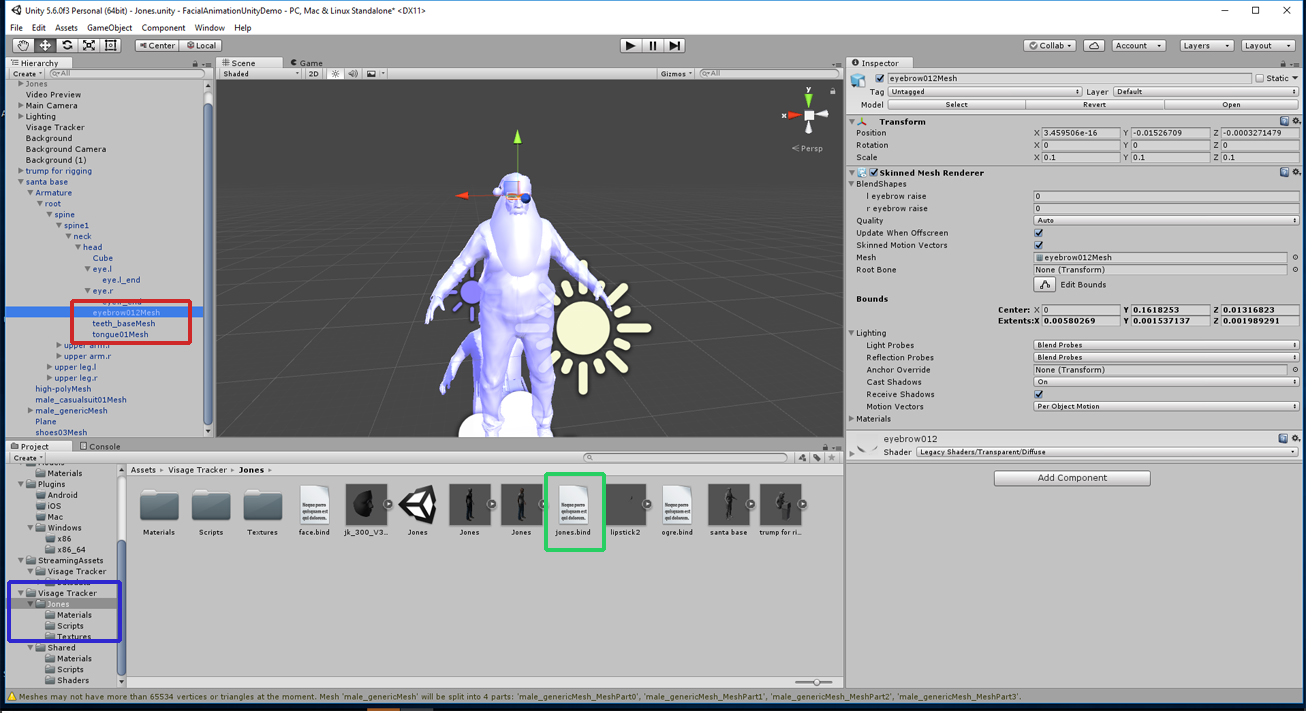 Unity 5.6.0f3 Personal (64bit) - Jones.unity - FacialAnimationUnityDemo - PC, Mac & Linux Standalone* <DX11>
File Edit Assets GameObject Component Window Help
Center Local
Collab Account Layers Layout
Hierarchy
Create All
Jones
Video Preview
Main Camera
Lighting
Visage Tracker
Background
Background Camera
Background (1)
trump for rigging
santa base
Armature
root
spine
spine1
neck
head
Cube
eye.l
eye.l_end
eye.r
eyebrow012Mesh
teeth_baseMesh
tongue01Mesh
upper arm.l
upper arm.r
upper leg.l
upper leg.r
high-polyMesh
male_casualsuit01Mesh
male_genericMesh
Plane
shoes03Mesh
Scene Game
Shaded 2D Gizmos All
y
x
Persp
Inspector
eyebrow012Mesh Static
Tag Untagged Layer Default
Model Select Revert Open
Transform
Position X 3.459506e-16 Y -0.01526709 Z -0.0003271479
Rotation X 0 Y 0 Z 0
Scale X 0.1 Y 0.1 Z 0.1
Skinned Mesh Renderer
BlendShapes
l eyebrow raise 0
r eyebrow raise 0
Quality Auto
Update When Offscreen
Skinned Motion Vectors
Mesh eyebrow012Mesh
Root Bone None (Transform)
Edit Bounds
Bounds
Center: X 0 Y 0.1618253 Z 0.01316823
Extents: X 0.00580269 Y 0.001537137 Z 0.001989291
Lighting
Light Probes Blend Probes
Reflection Probes Blend Probes
Anchor Override None (Transform)
Cast Shadows On
Receive Shadows
Motion Vectors Per Object Motion
Materials
eyebrow012
Shader Legacy Shaders/Transparent/Diffuse
Add Component
Project Console
Create
Materials
Plugins
Android
iOS
Mac
Windows
x86
x86_64
StreamingAssets
Visage Tracker
Visage Tracker
Jones
Materials
Scripts
Textures
Shared
Materials
Scripts
Shaders
Assets Visage Tracker Jones
Materials Scripts Textures face.bind jk_300_V3... Jones Jones Jones jones.bind lipstick2 ogre.bind santa base trump for ri...
Meshes may not have more than 65534 vertices or triangles at the moment. Mesh 'male_genericMesh' will be split into 4 parts: 'male_genericMesh_MeshPart0', 'male_genericMesh_MeshPart1', 'male_genericMesh_MeshPart2', 'male_genericMesh_MeshPart3'.